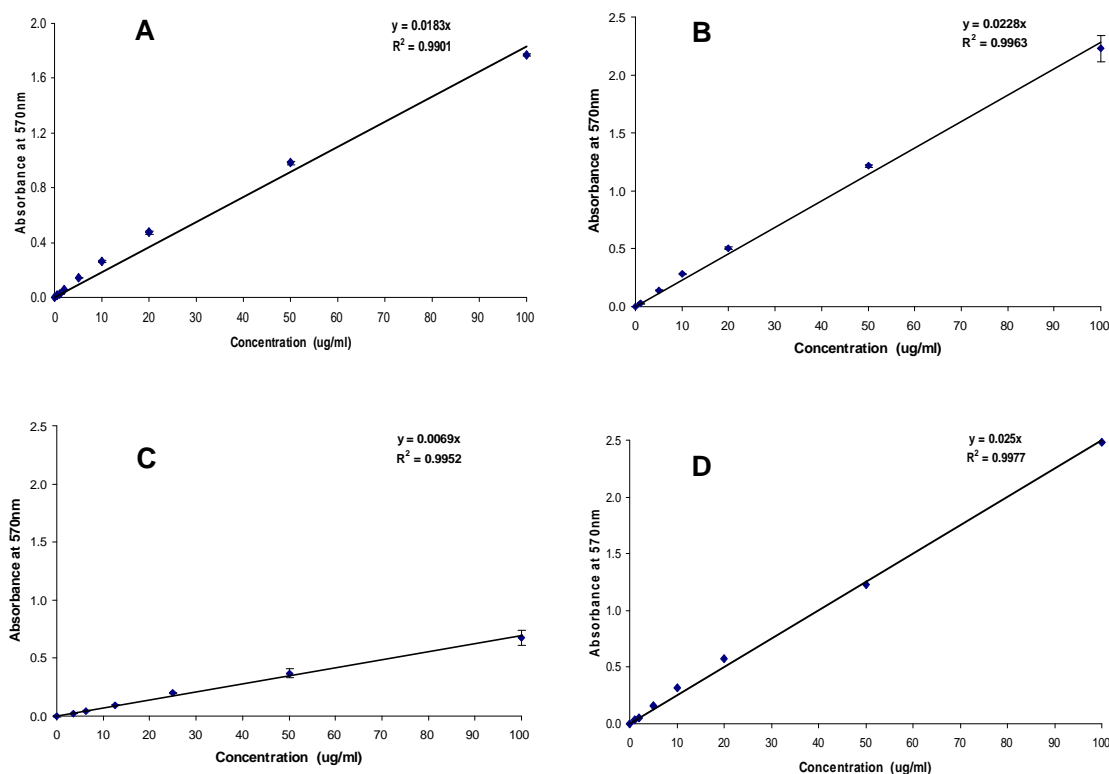 A
y = 0.0183x
R² = 0.9901
2.0
1.6
1.2
0.8
0.4
0.0
Absorbance at 570nm
0 10 20 30 40 50 60 70 80 90 100
Concentration (ug/ml)
B
y = 0.0228x
R² = 0.9963
2.5
2.0
1.5
1.0
0.5
0.0
Absorbance at 570nm
0 10 20 30 40 50 60 70 80 90 100
Concentration (ug/ml)
C
y = 0.0069x
R² = 0.9952
2.5
2.0
1.5
1.0
0.5
0.0
Absorbance at 570nm
0 10 20 30 40 50 60 70 80 90 100
Concentration (ug/ml)
D
y = 0.025x
R² = 0.9977
2.5
2.0
1.5
1.0
0.5
0.0
Absorbance at 570nm
0 10 20 30 40 50 60 70 80 90 100
Concentration (ug/ml)